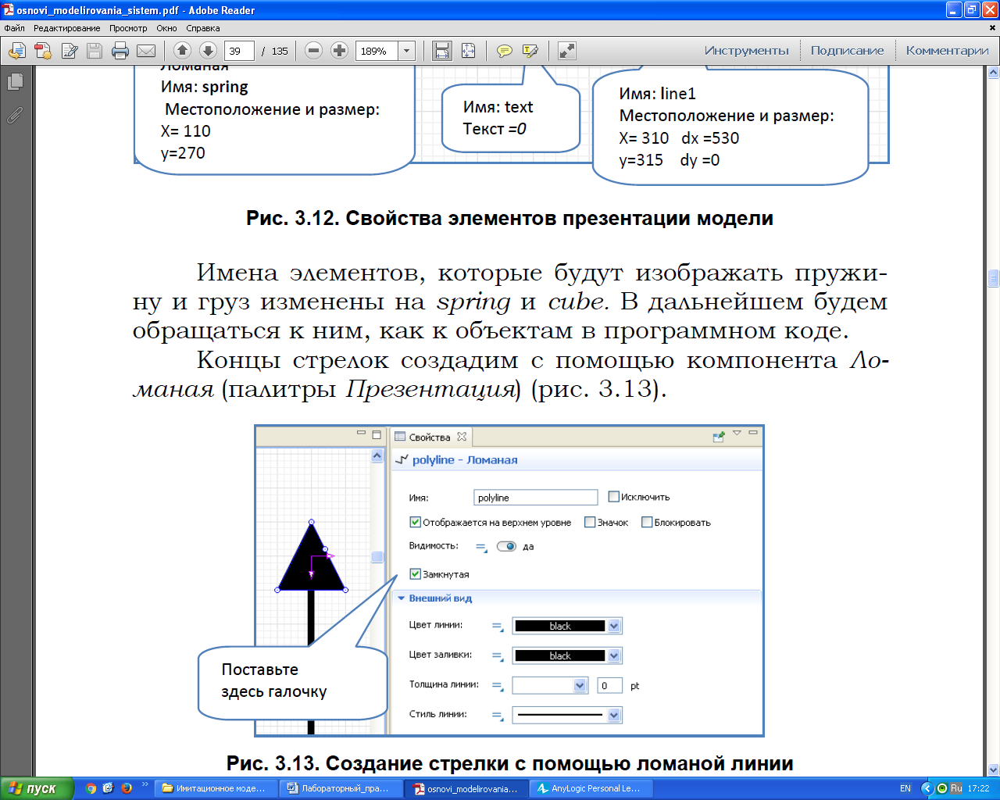 osnovi_modelirovania_sistem.pdf - Adobe Reader
Файл Редактирование Просмотр Окно Справка
39 / 135 189% Инструменты Подписание Комментарии
Ломаная
Имя: spring
Местоположение и размер:
X= 110
y=270
Имя: text
Текст =0
Имя: line1
Местоположение и размер:
X= 310 dx =530
y=315 dy =0
Рис. 3.12. Свойства элементов презентации модели
Имена элементов, которые будут изображать пружи-
ну и груз изменены на spring и cube. В дальнейшем будем
обращаться к ним, как к объектам в программном коде.
Концы стрелок создадим с помощью компонента Ло-
маная (палитры Презентация) (рис. 3.13).
Свойства
polyline - Ломаная
Имя: polyline Исключить
Отображается на верхнем уровне Значок Блокировать
Видимость: да
Замкнутая
Внешний вид
Цвет линии: black
Цвет заливки: black
Толщина линии: 0 pt
Стиль линии:
Поставьте
здесь галочку
Рис. 3.13. Создание стрелки с помощью ломаной линии
пуск Имитационное моде... Лабораторный_пра... osnovi_modelirovania... AnyLogic Personal Le... EN Ru 17:22